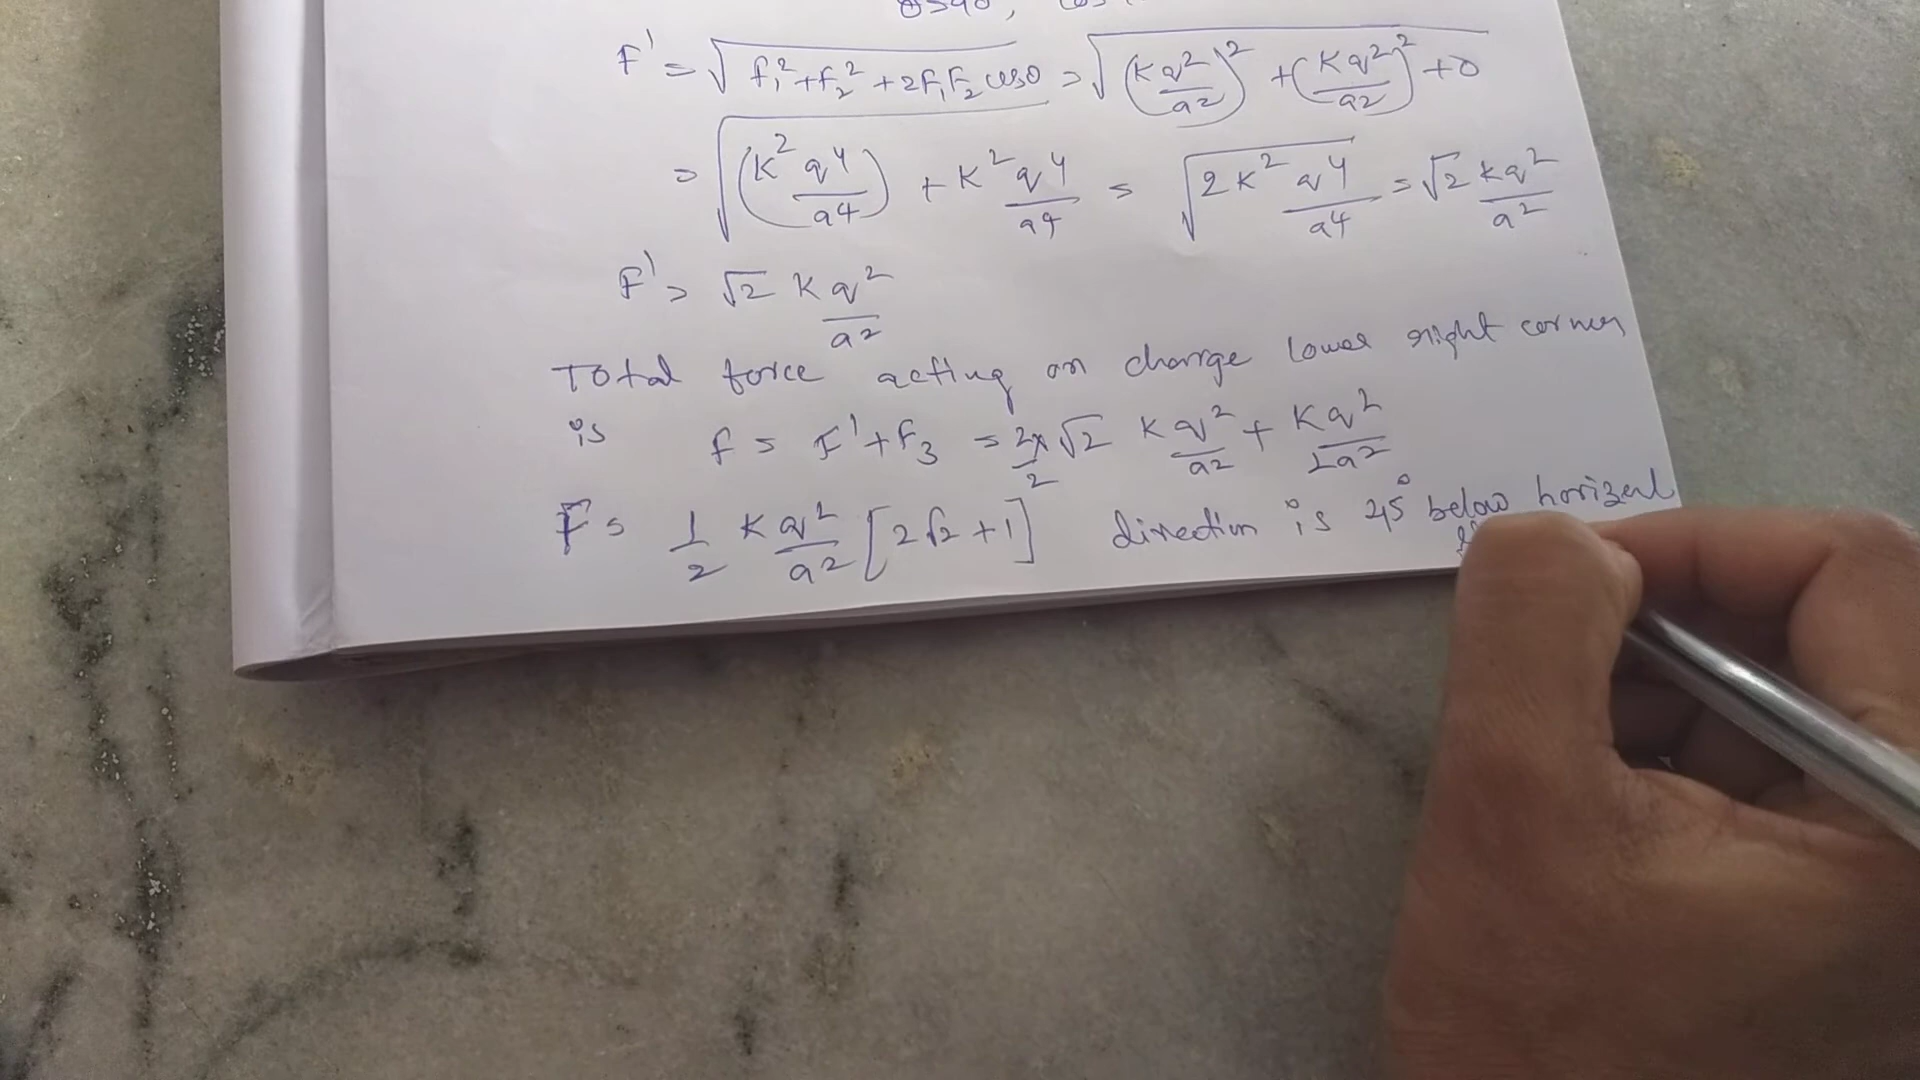 θ=90°,
F' = √(F₁² + F₂² + 2F₁F₂ cosθ) = √((Kq²/a²)² + (Kq²/a²)² + 0)
= √((K²q⁴/a⁴) + K²q⁴/a⁴) = √(2K²q⁴/a⁴) = √2 Kq²/a²
F' = √2 Kq²/a²
Total force acting on charge lower right corner
is F = F' + F₃ = 2/2 × √2 Kq²/a² + Kq²/2a²
F = 1/2 Kq²/a² [2√2 + 1] direction is 45° below horizonal